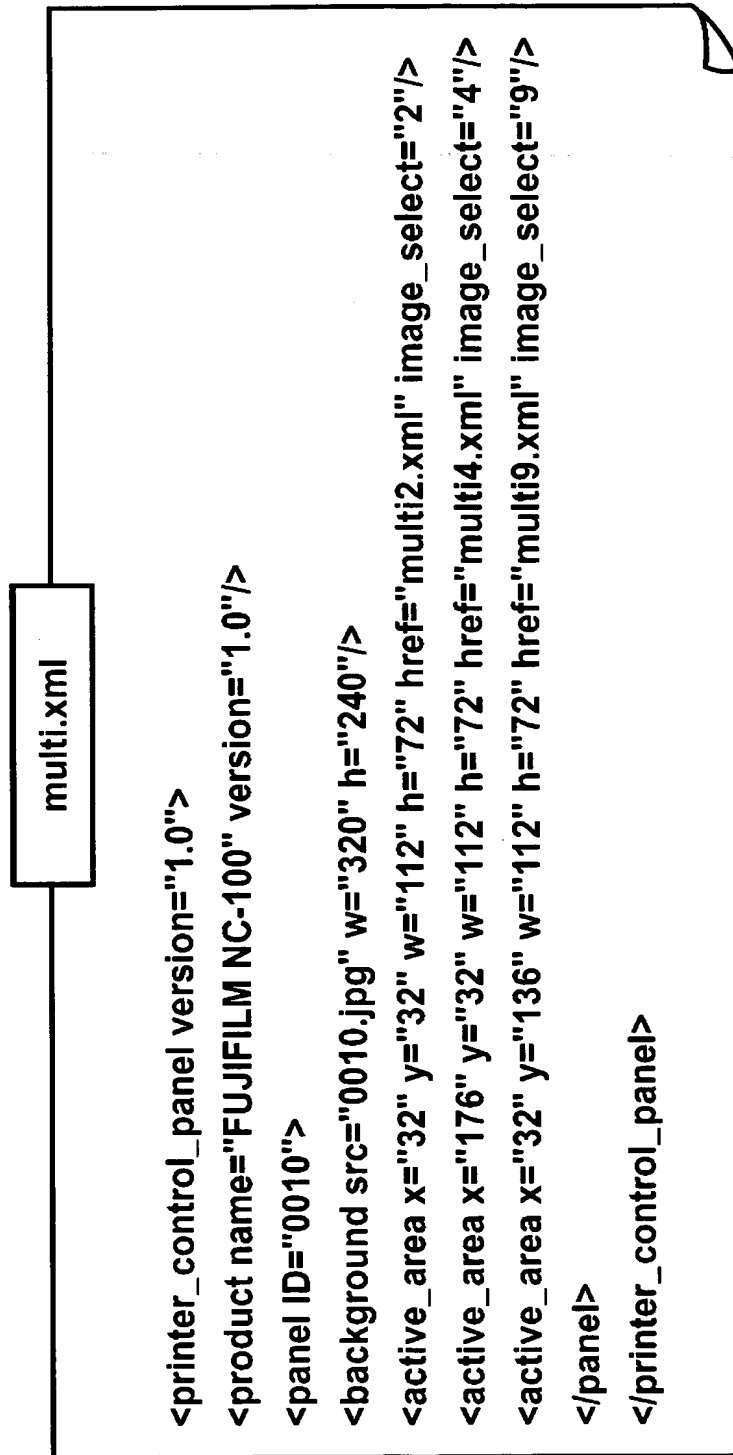 multi.xml
<printer_control_panel version="1.0">
<product name="FUJIFILM NC-100" version="1.0"/>
<panel ID="0010">
<background src="0010.jpg" w="320" h="240"/>
<active_area x="32" y="32" w="112" h="72" href="multi2.xml" image_select="2"/>
<active_area x="176" y="32" w="112" h="72" href="multi4.xml" image_select="4"/>
<active_area x="32" y="136" w="112" h="72" href="multi9.xml" image_select="9"/>
</panel>
</printer_control_panel>